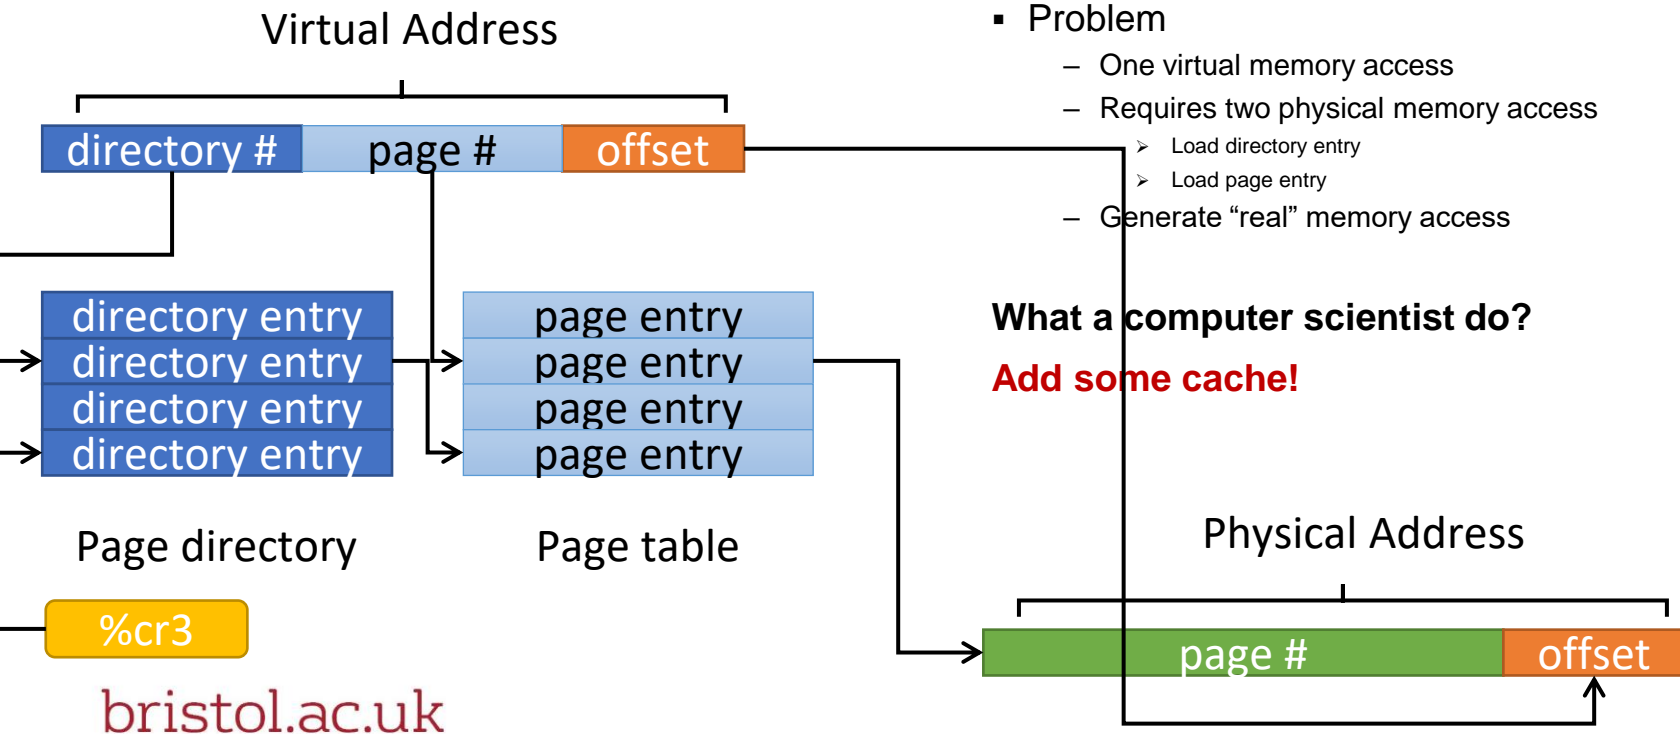 Virtual Address
directory #
page #
offset
▪ Problem
– One virtual memory access
– Requires two physical memory access
➢ Load directory entry
➢ Load page entry
– Generate “real” memory access
What a computer scientist do?
Add some cache!
directory entry
directory entry
directory entry
directory entry
Page directory
page entry
page entry
page entry
page entry
Page table
%cr3
Physical Address
page #
offset
bristol.ac.uk